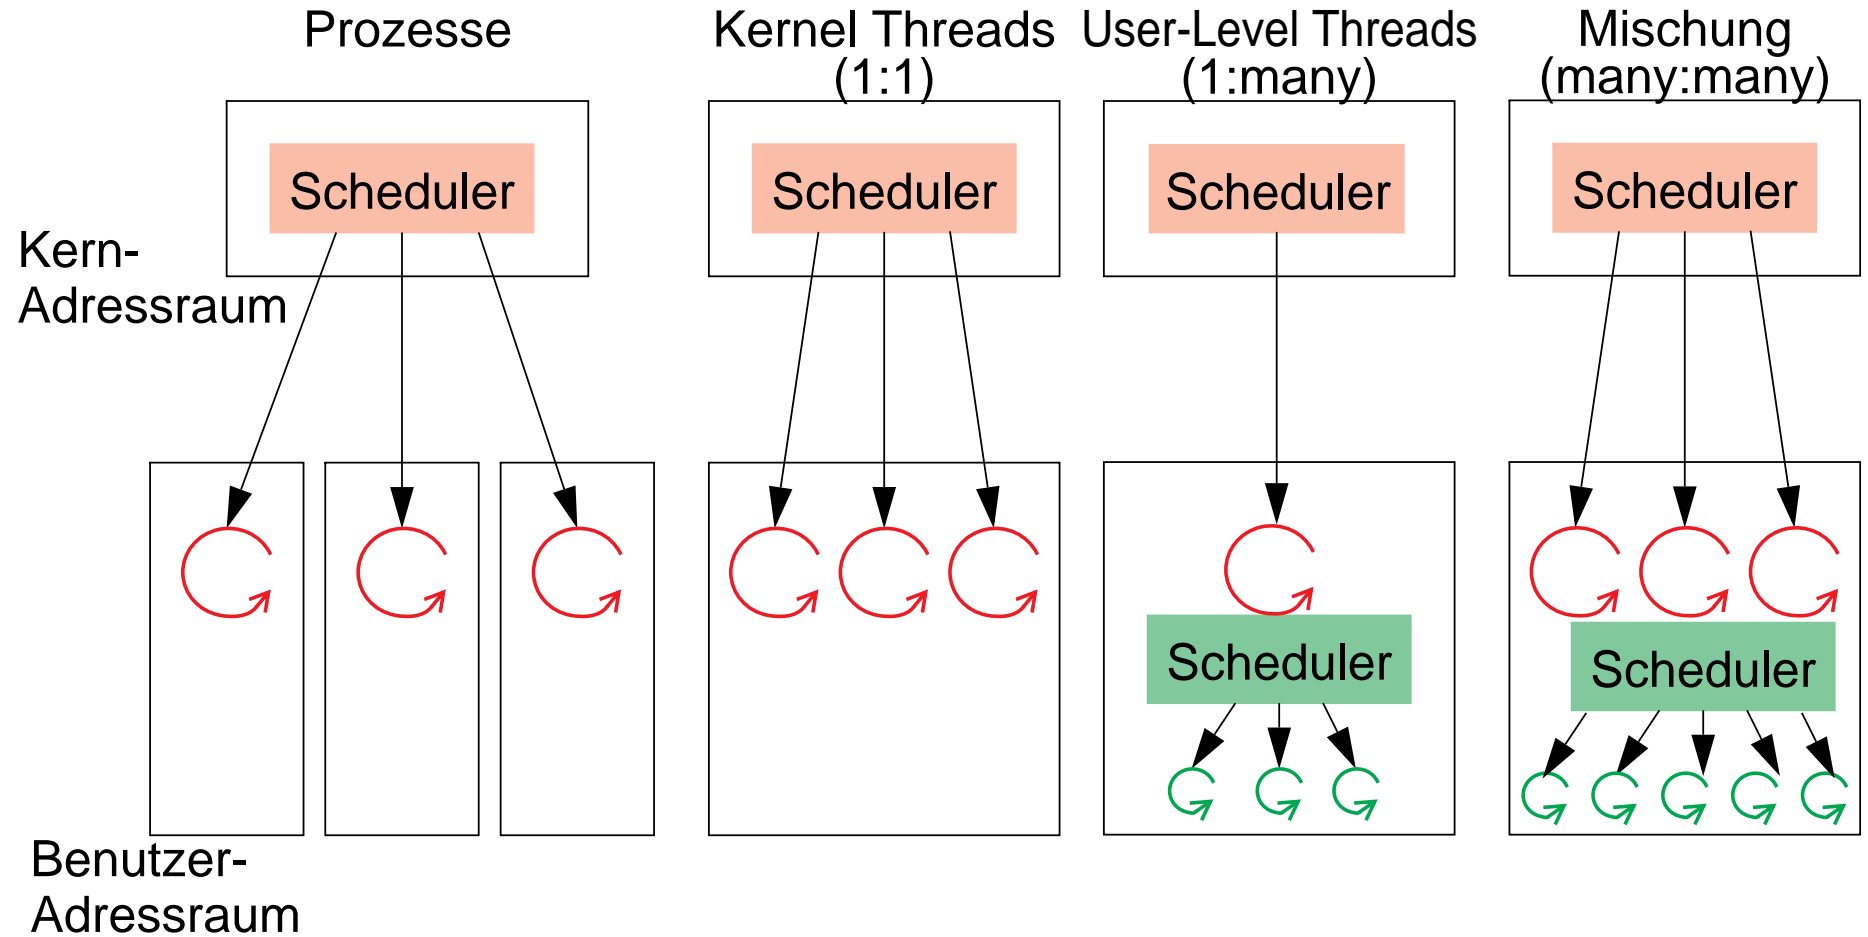 Prozesse
Kernel Threads
(1:1)
User-Level Threads
(1:many)
Mischung
(many:many)
Scheduler
Scheduler
Scheduler
Scheduler
Kern-
Adressraum
Scheduler
Scheduler
Benutzer-
Adressraum